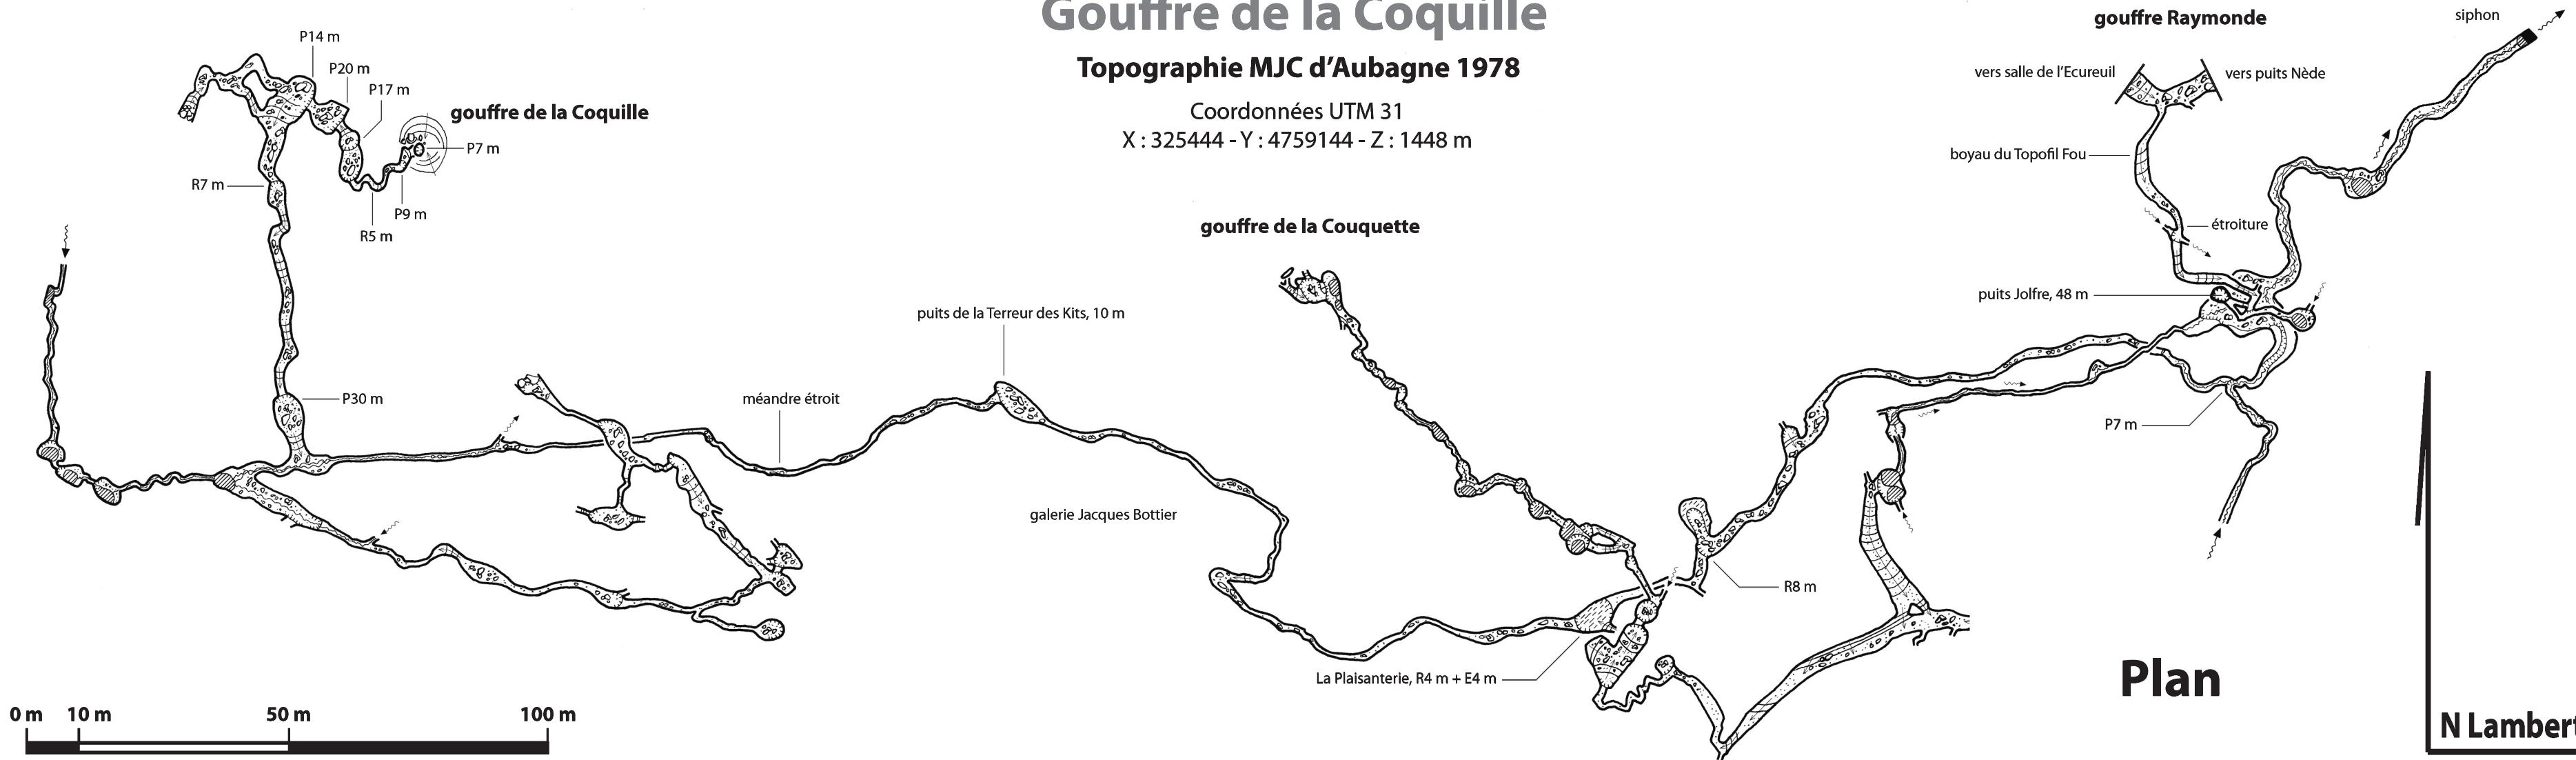 Gouffre de la Coquille
Topographie MJC d'Aubagne 1978
Coordonnées UTM 31
X : 325444 - Y : 4759144 - Z : 1448 m
P14 m
P20 m
P17 m
gouffre de la Coquille
P7 m
R7 m
P9 m
R5 m
P30 m
gouffre de la Couquette
puits de la Terreur des Kits, 10 m
méandre étroit
galerie Jacques Bottier
La Plaisanterie, R4 m + E4 m
R8 m
gouffre Raymonde
siphon
vers salle de l'Ecureuil
vers puits Nède
boyau du Topofil Fou
étroiture
puits Jolfre, 48 m
P7 m
Plan
0 m 10 m 50 m 100 m
N Lambert